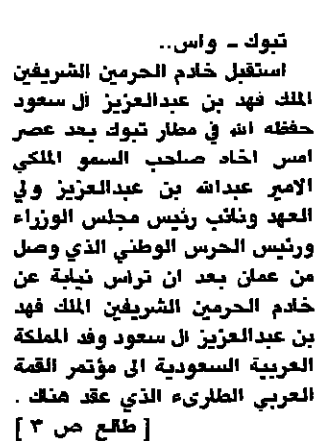 تبوك - واس..
استقبل خادم الحرمين الشريفين
الملك فهد بن عبدالعزيز آل سعود
حفظه الله في مطار تبوك بعد عصر
امس اخاه صاحب السمو الملكي
الامير عبدالله بن عبدالعزيز ولي
العهد ونائب رئيس مجلس الوزراء
ورئيس الحرس الوطني الذي وصل
من عمان بعد ان تراس نيابة عن
خادم الحرمين الشريفين الملك فهد
بن عبدالعزيز ال سعود وفد المملكة
العربية السعودية الى مؤتمر القمة
العربي الطارىء الذي عقد هناك .
[ طالع ص ٣ ]